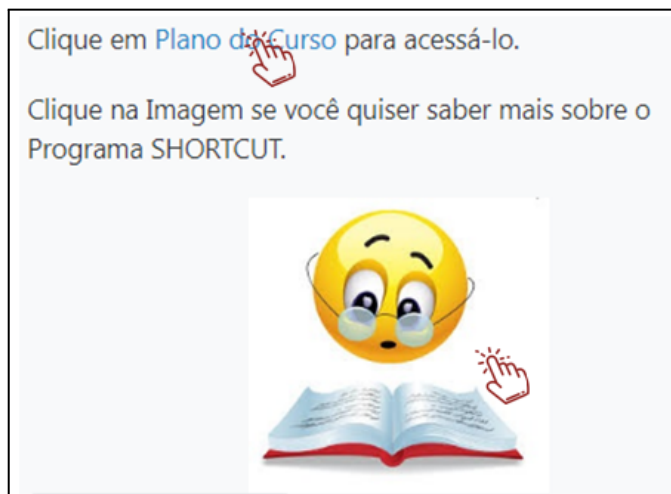 Clique em Plano do Curso para acessá-lo.
Clique na Imagem se você quiser saber mais sobre o
Programa SHORTCUT.